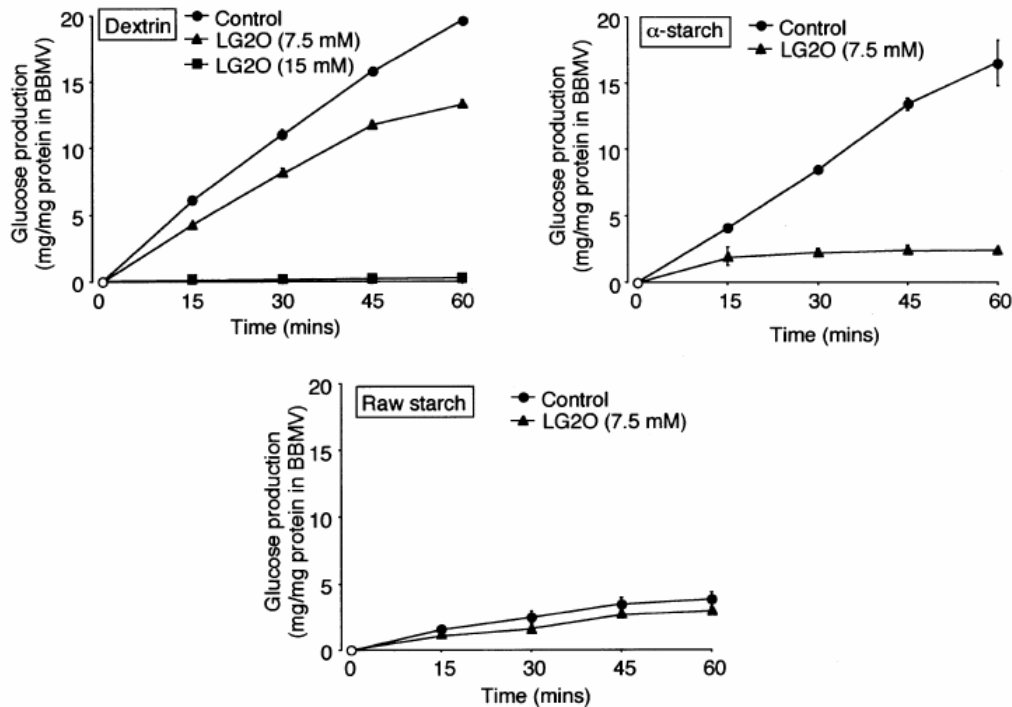 Dextrin
Control
LG2O (7.5 mM)
LG2O (15 mM)
Glucose production
(mg/mg protein in BBMV)
20
15
10
5
0
0 15 30 45 60
Time (mins)
α-starch
Control
LG2O (7.5 mM)
Glucose production
(mg/mg protein in BBMV)
20
15
10
5
0
0 15 30 45 60
Time (mins)
Raw starch
Control
LG2O (7.5 mM)
Glucose production
(mg/mg protein in BBMV)
20
15
10
5
0
0 15 30 45 60
Time (mins)